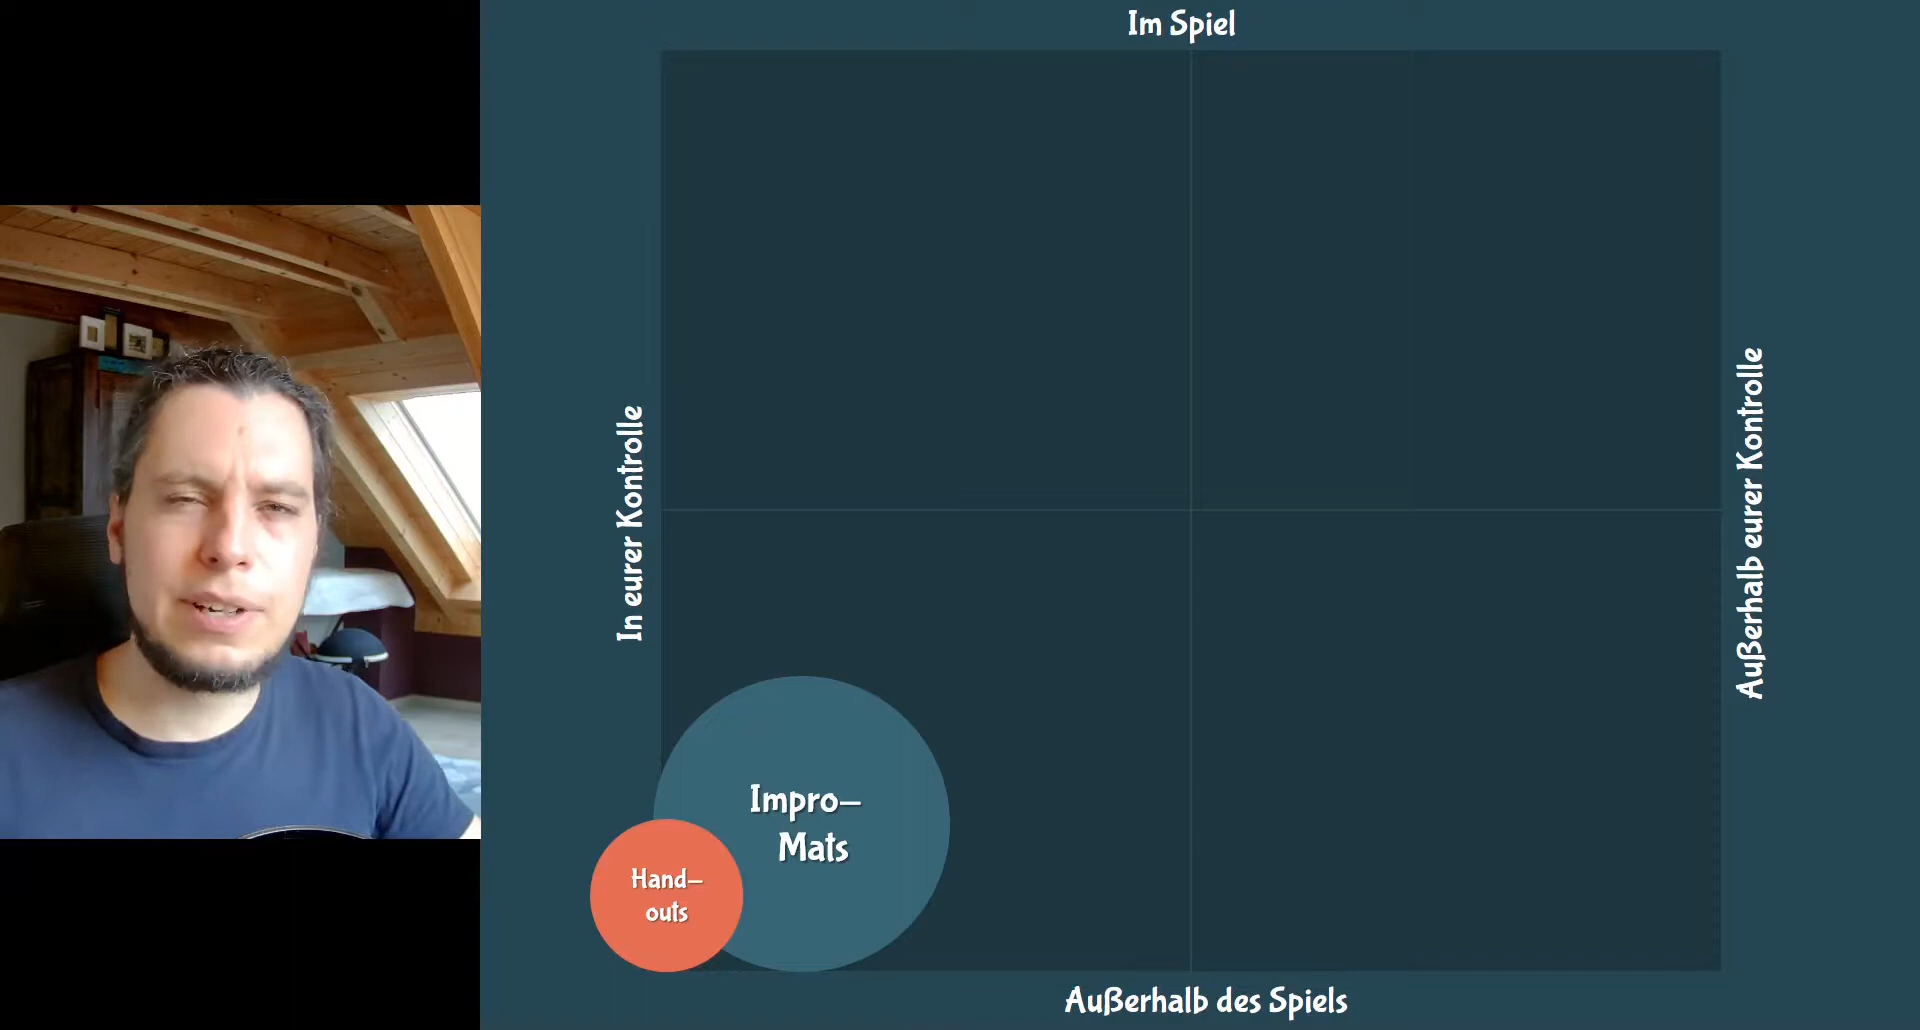 Im Spiel
In eurer Kontrolle
Außerhalb eurer Kontrolle
Impro–
Mats
Hand–
outs
Außerhalb des Spiels